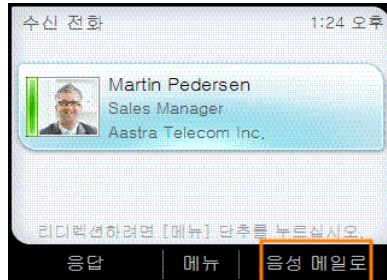 수신 전화 1:24 오후
Martin Pedersen
Sales Manager
Aastra Telecom Inc.
리디렉션하려면 [메뉴] 단추를 누르십시오.
응답 메뉴 음성 메일로